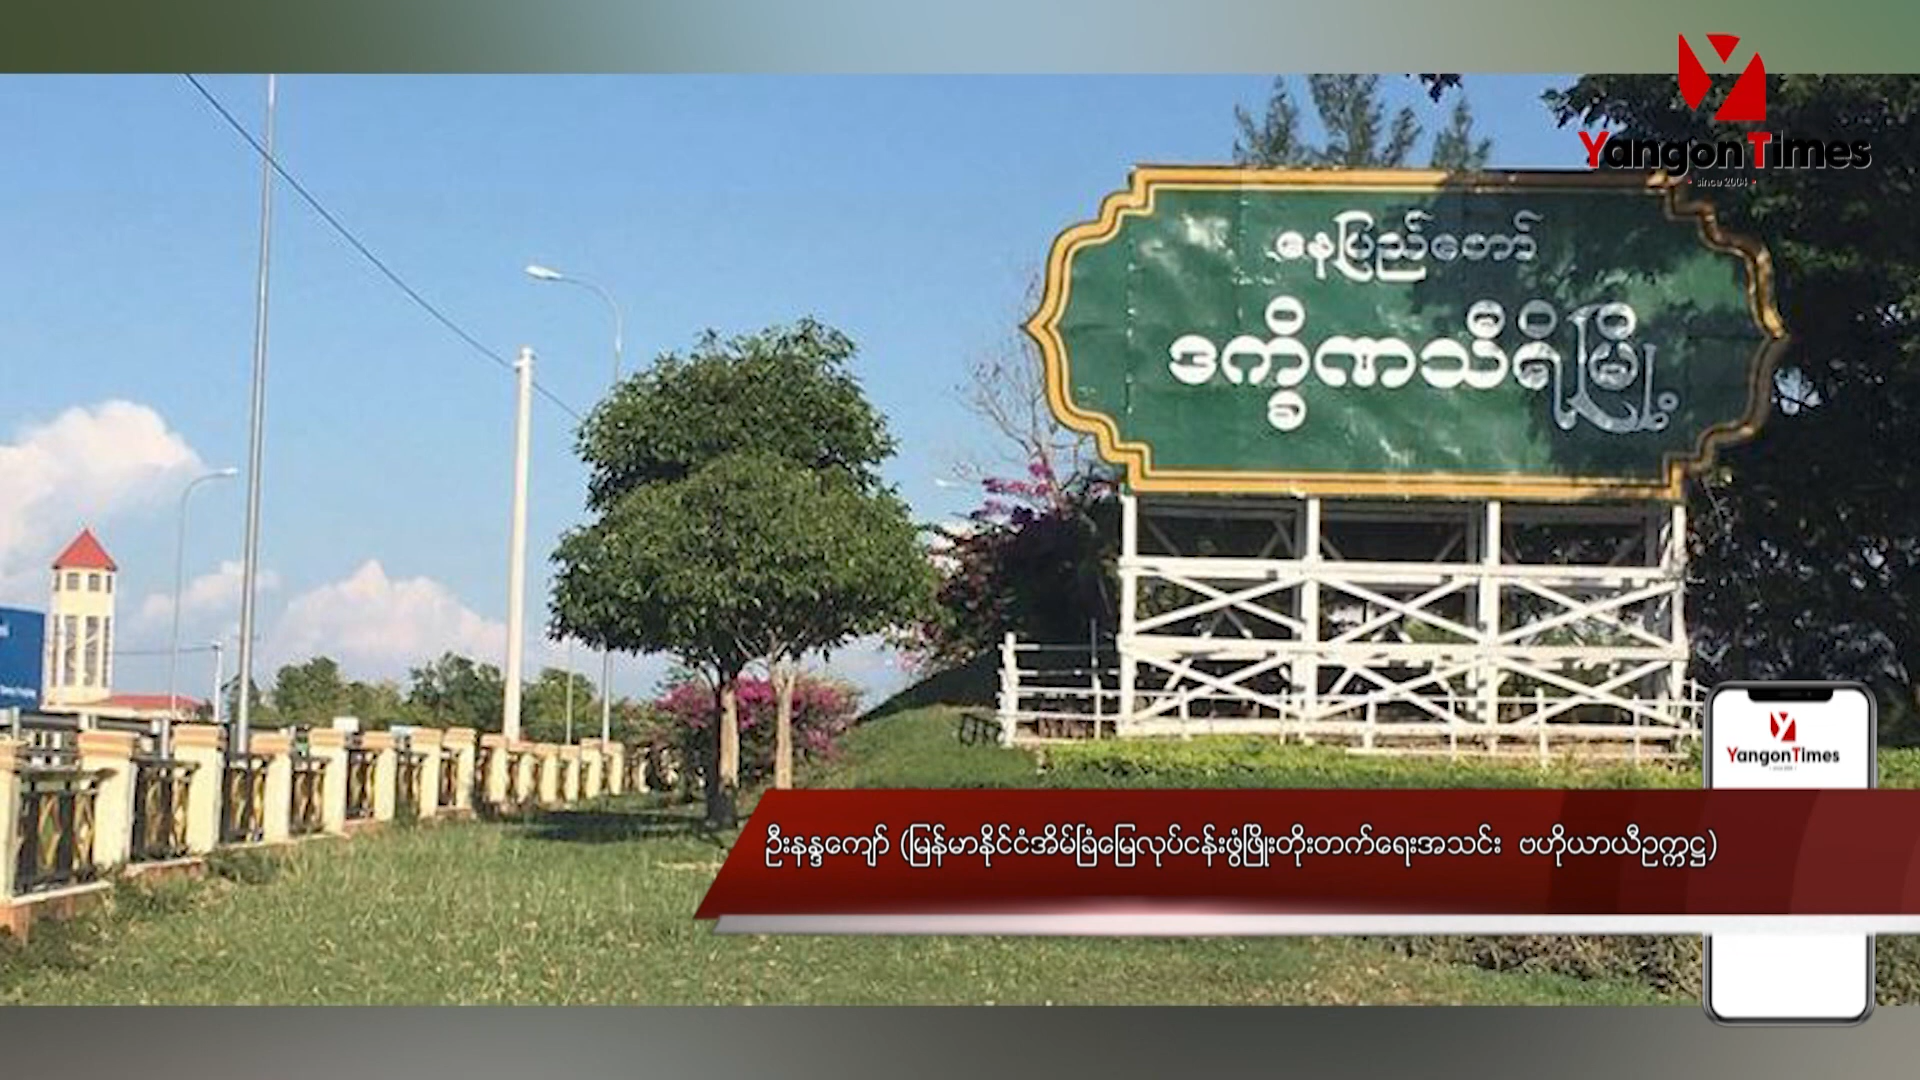 YangonTimes
• since 2004 •
နေပြည်တော်
ဒက္ခိဏသီရိမြို့
YangonTimes
ဦးနန္ဒကျော် (မြန်မာနိုင်ငံအိမ်ခြံမြေလုပ်ငန်းဖွံဖြိုးတိုးတက်ရေးအသင်း ဗဟိုယာယီဥက္ကဋ္ဌ)